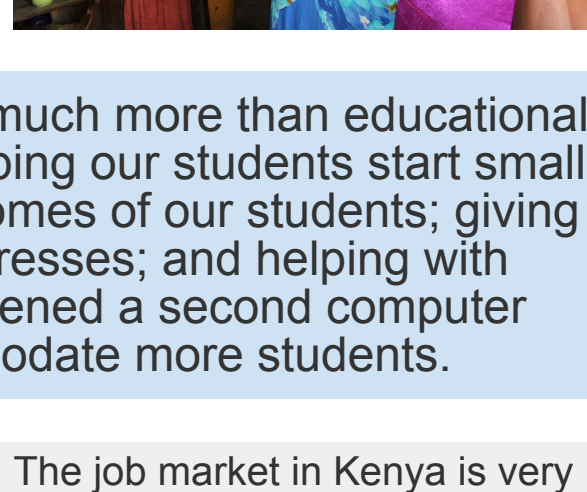 much more than educational
ping our students start small
omes of our students; giving
resses; and helping with
ened a second computer
odate more students.
The job market in Kenya is very